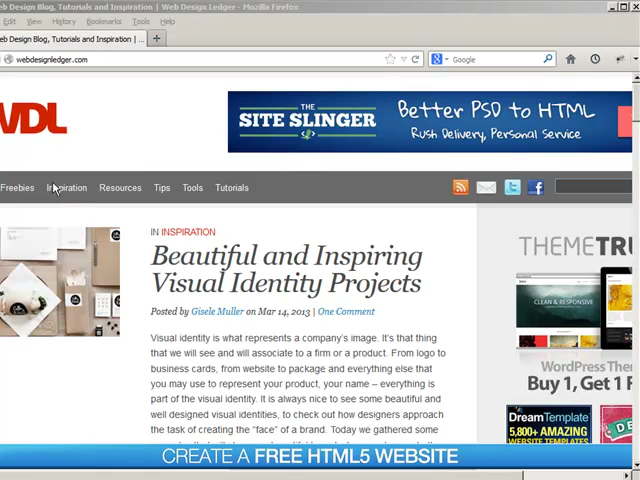 eb Design Blog, Tutorials and Inspiration | Web Design Ledger - Mozilla Firefox
Edit View History Bookmarks Tools Help
eb Design Blog, Tutorials and Inspiration | ... +
webdesignledger.com
Google
WDL
THE
SITE SLINGER
Better PSD to HTML
Rush Delivery, Personal Service
Freebies Inspiration Resources Tips Tools Tutorials
IN INSPIRATION
Beautiful and Inspiring
Visual Identity Projects
Posted by Gisele Muller on Mar 14, 2013 | One Comment
Visual identity is what represents a company's image. It's that thing
that we will see and will associate to a firm or a product. From logo to
business cards, from website to package and everything else that
you may use to represent your product, your name – everything is
part of the visual identity. It is always nice to see some beautiful and
well designed visual identities, to check out how designers approach
the task of creating the "face" of a brand. Today we gathered some
THEMETRU
CLEAN & RESPONSIVE
WordPress Them
Buy 1, Get 1 F
DreamTemplate
5,800+ AMAZING
WEBSITE TEMPLATES
DE
CREATE A FREE HTML5 WEBSITE